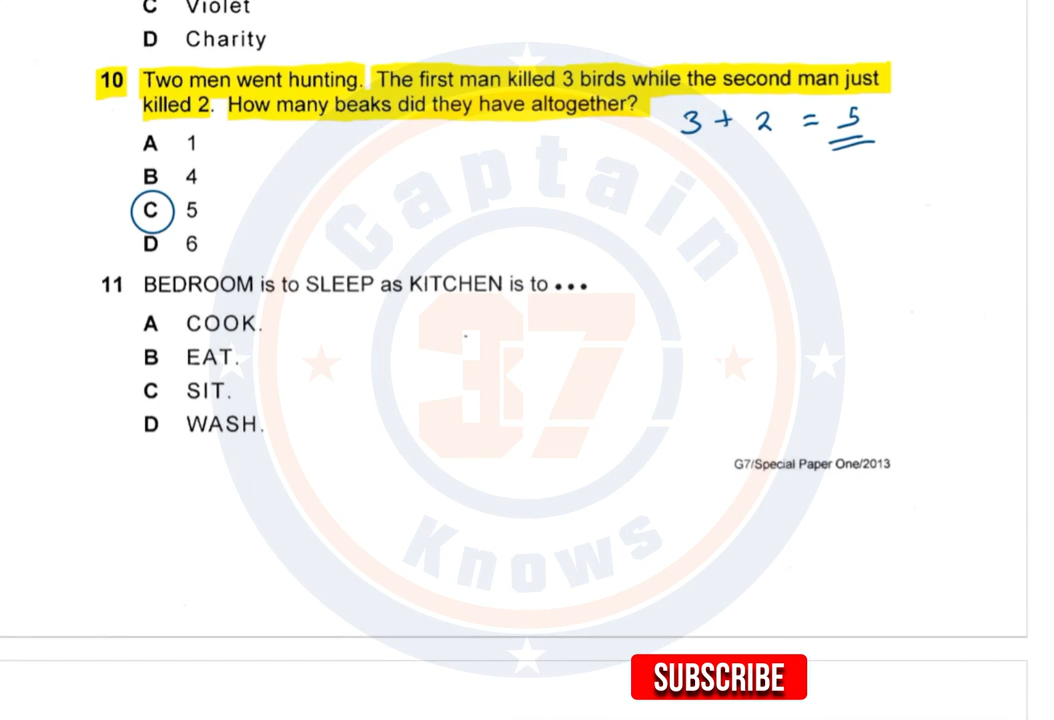 C Violet
D Charity
10 Two men went hunting. The first man killed 3 birds while the second man just
killed 2. How many beaks did they have altogether?
3 + 2 = 5
A 1
B 4
C 5
D 6
11 BEDROOM is to SLEEP as KITCHEN is to •••
A COOK.
B EAT.
C SIT.
D WASH.
G7/Special Paper One/2013
Captain
37
Knows
SUBSCRIBE